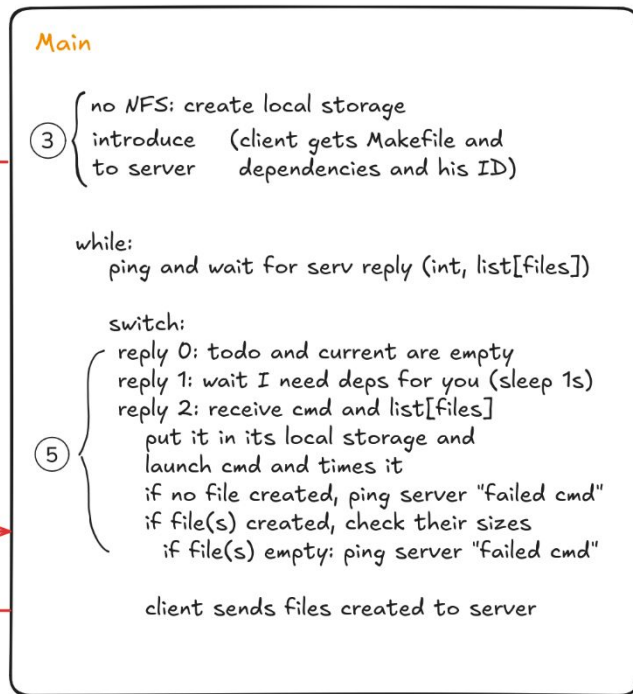 Main
no NFS: create local storage
3 introduce (client gets Makefile and
to server dependencies and his ID)
while:
ping and wait for serv reply (int, list[files])
switch:
reply 0: todo and current are empty
reply 1: wait I need deps for you (sleep 1s)
reply 2: receive cmd and list[files]
put it in its local storage and
5 launch cmd and times it
if no file created, ping server "failed cmd"
if file(s) created, check their sizes
if file(s) empty: ping server "failed cmd"
client sends files created to server